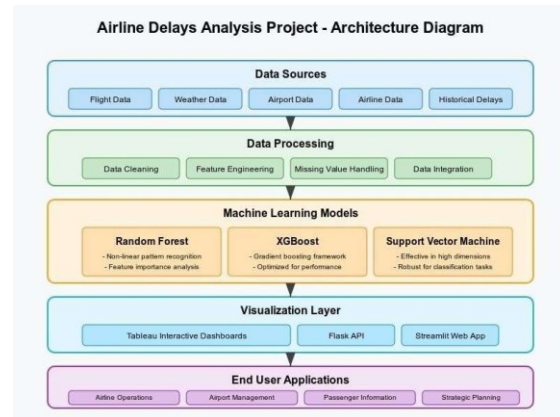 Airline Delays Analysis Project - Architecture Diagram
Data Sources
Flight Data
Weather Data
Airport Data
Airline Data
Historical Delays
Data Processing
Data Cleaning
Feature Engineering
Missing Value Handling
Data Integration
Machine Learning Models
Random Forest
- Non-linear pattern recognition
- Feature importance analysis
XGBoost
- Gradient boosting framework
- Optimized for performance
Support Vector Machine
- Effective in high dimensions
- Robust for classification tasks
Visualization Layer
Tableau Interactive Dashboards
Flask API
Streamlit Web App
End User Applications
Airline Operations
Airport Management
Passenger Information
Strategic Planning